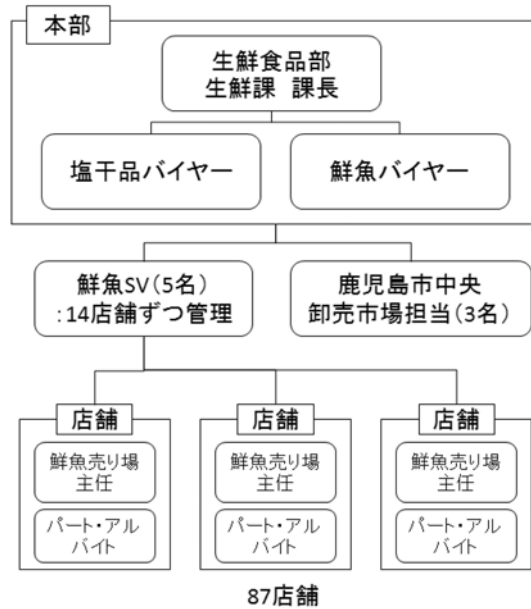 本部
生鮮食品部
生鮮課 課長
塩干品バイヤー
鮮魚バイヤー
鮮魚SV(5名)
:14店舗ずつ管理
鹿児島市中央
卸売市場担当(3名)
店舗
鮮魚売り場
主任
パート・アル
バイト
店舗
鮮魚売り場
主任
パート・アル
バイト
店舗
鮮魚売り場
主任
パート・アル
バイト
87店舗